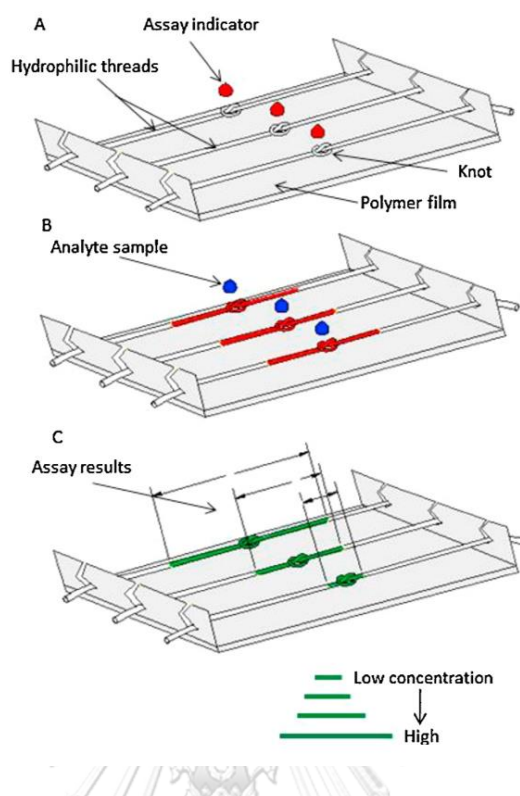 A
Assay indicator
Hydrophilic threads
Knot
Polymer film
B
Analyte sample
C
Assay results
Low concentration
High